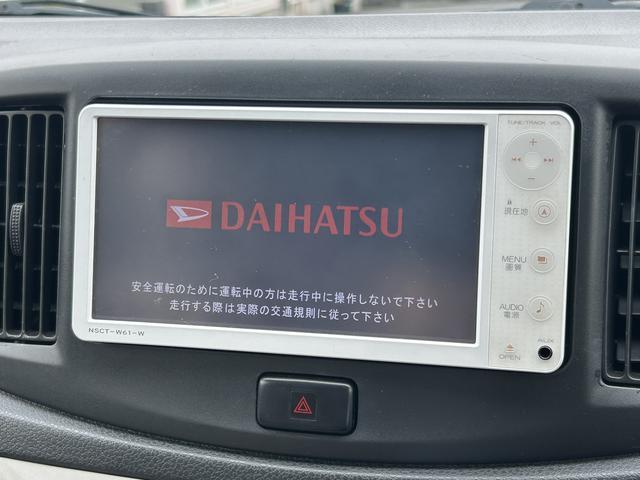 TUNE/TRACK VOL
+
-
現在地
DAIHATSU
MENU
画質
安全運転のために運転中の方は走行中に操作しないで下さい
走行する際は実際の交通規則に従って下さい
AUDIO
電源
NSCT-W61-W
AUX
OPEN